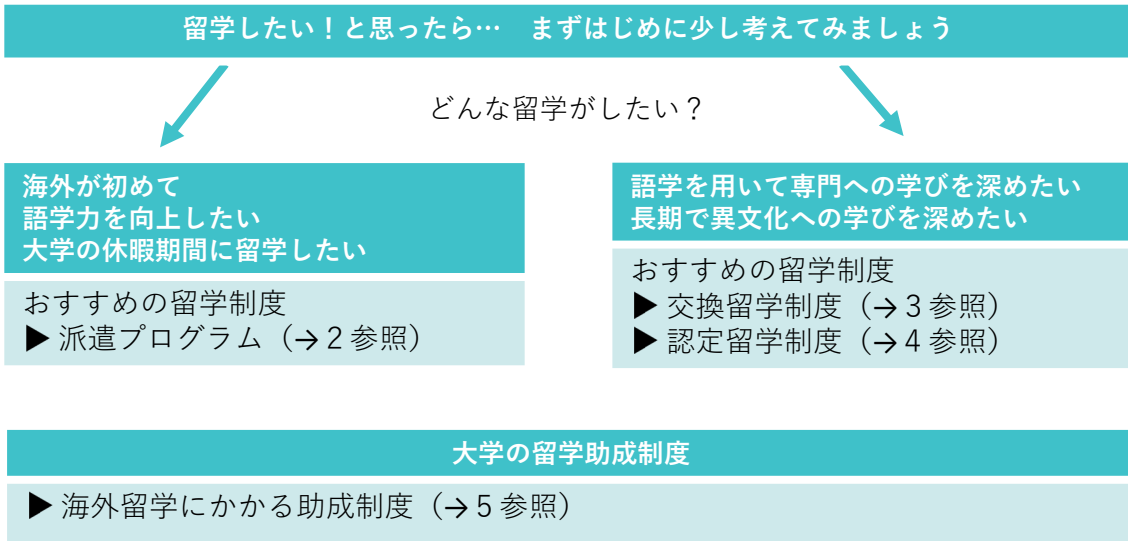 留学したい！と思ったら…　まずはじめに少し考えてみましょう
どんな留学がしたい？
海外が初めて
語学力を向上したい
大学の休暇期間に留学したい
おすすめの留学制度
▶ 派遣プログラム（→２参照）
語学を用いて専門への学びを深めたい
長期で異文化への学びを深めたい
おすすめの留学制度
▶ 交換留学制度（→３参照）
▶ 認定留学制度（→４参照）
大学の留学助成制度
▶ 海外留学にかかる助成制度（→５参照）